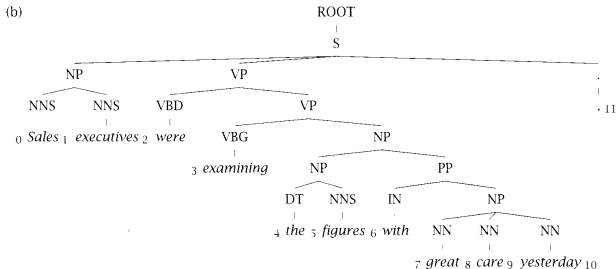 (b) ROOT
S
NP VP .
NNS NNS VBD VP . 11
0 Sales 1 executives 2 were VBG NP
3 examining NP PP
DT NNS IN NP
4 the 5 figures 6 with NN NN NN
7 great 8 care 9 yesterday 10